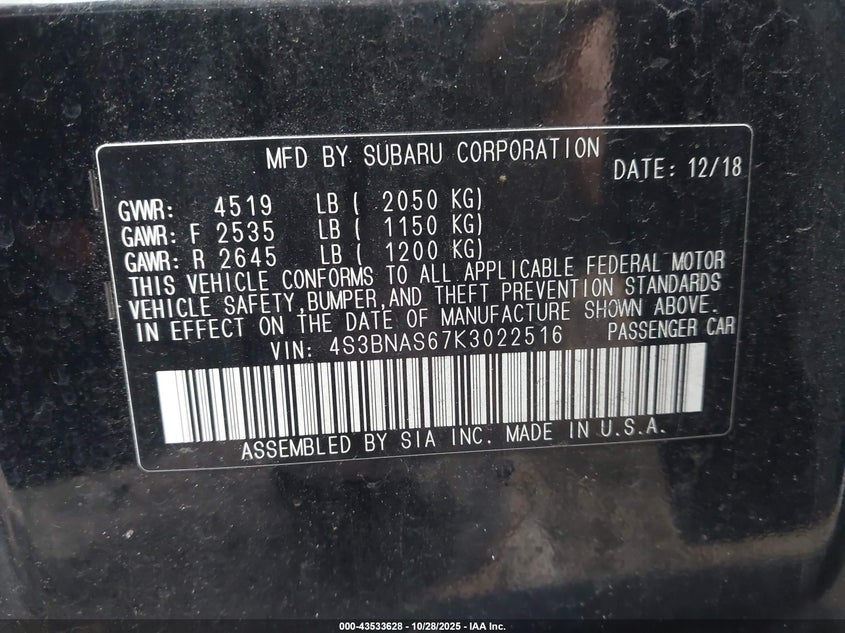 MFD BY SUBARU CORPORATION DATE: 12/18
GVWR: 4519 LB ( 2050 KG)
GAWR: F 2535 LB ( 1150 KG)
GAWR: R 2645 LB ( 1200 KG)
THIS VEHICLE CONFORMS TO ALL APPLICABLE FEDERAL MOTOR
VEHICLE SAFETY,BUMPER,AND THEFT PREVENTION STANDARDS
IN EFFECT ON THE DATE OF MANUFACTURE SHOWN ABOVE.
VIN: 4S3BNAS67K3022516 PASSENGER CAR
ASSEMBLED BY SIA INC. MADE IN U.S.A.
000-43533628 - 10/28/2025 - IAA Inc.